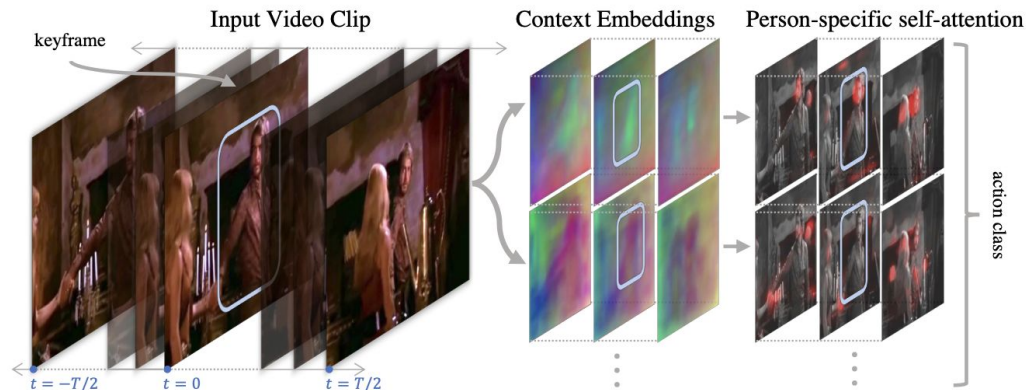 Input Video Clip
Context Embeddings
Person-specific self-attention
keyframe
action class
t = −T/2
t = 0
t = T/2